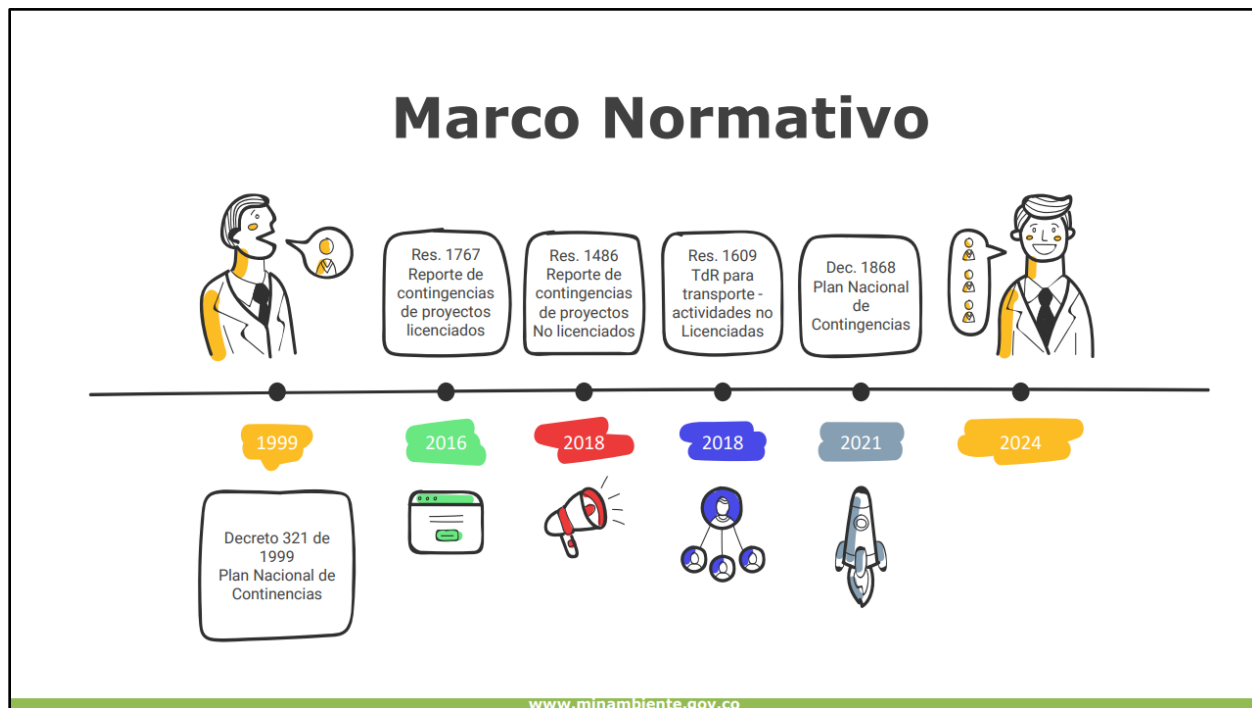 Marco Normativo
Res. 1767
Reporte de
contingencias
de proyectos
licenciados
Res. 1486
Reporte de
contingencias
de proyectos
No licenciados
Res. 1609
TdR para
transporte -
actividades no
Licenciadas
Dec. 1868
Plan Nacional
de
Contingencias
1999
2016
2018
2018
2021
2024
Decreto 321 de
1999
Plan Nacional de
Continencias
www.minambiente.gov.co